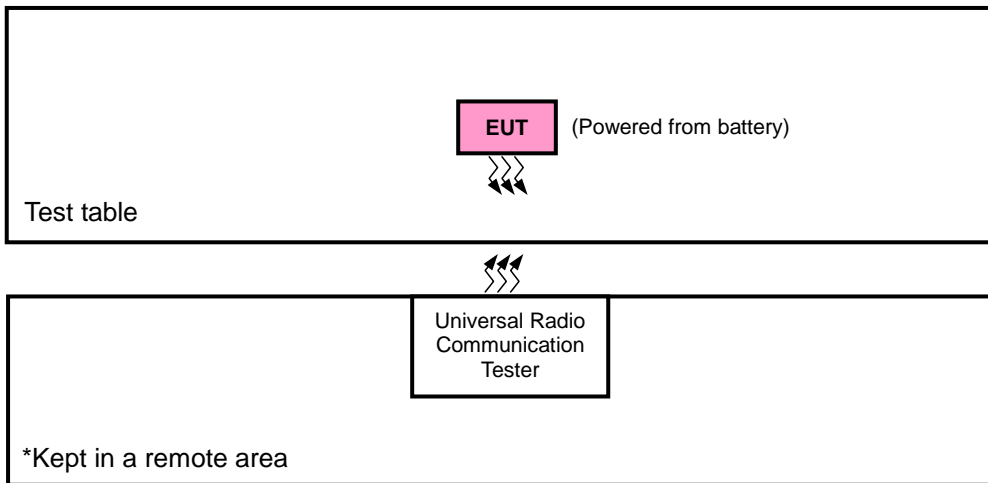 EUT
(Powered from battery)
Test table
Universal Radio
Communication
Tester
*Kept in a remote area